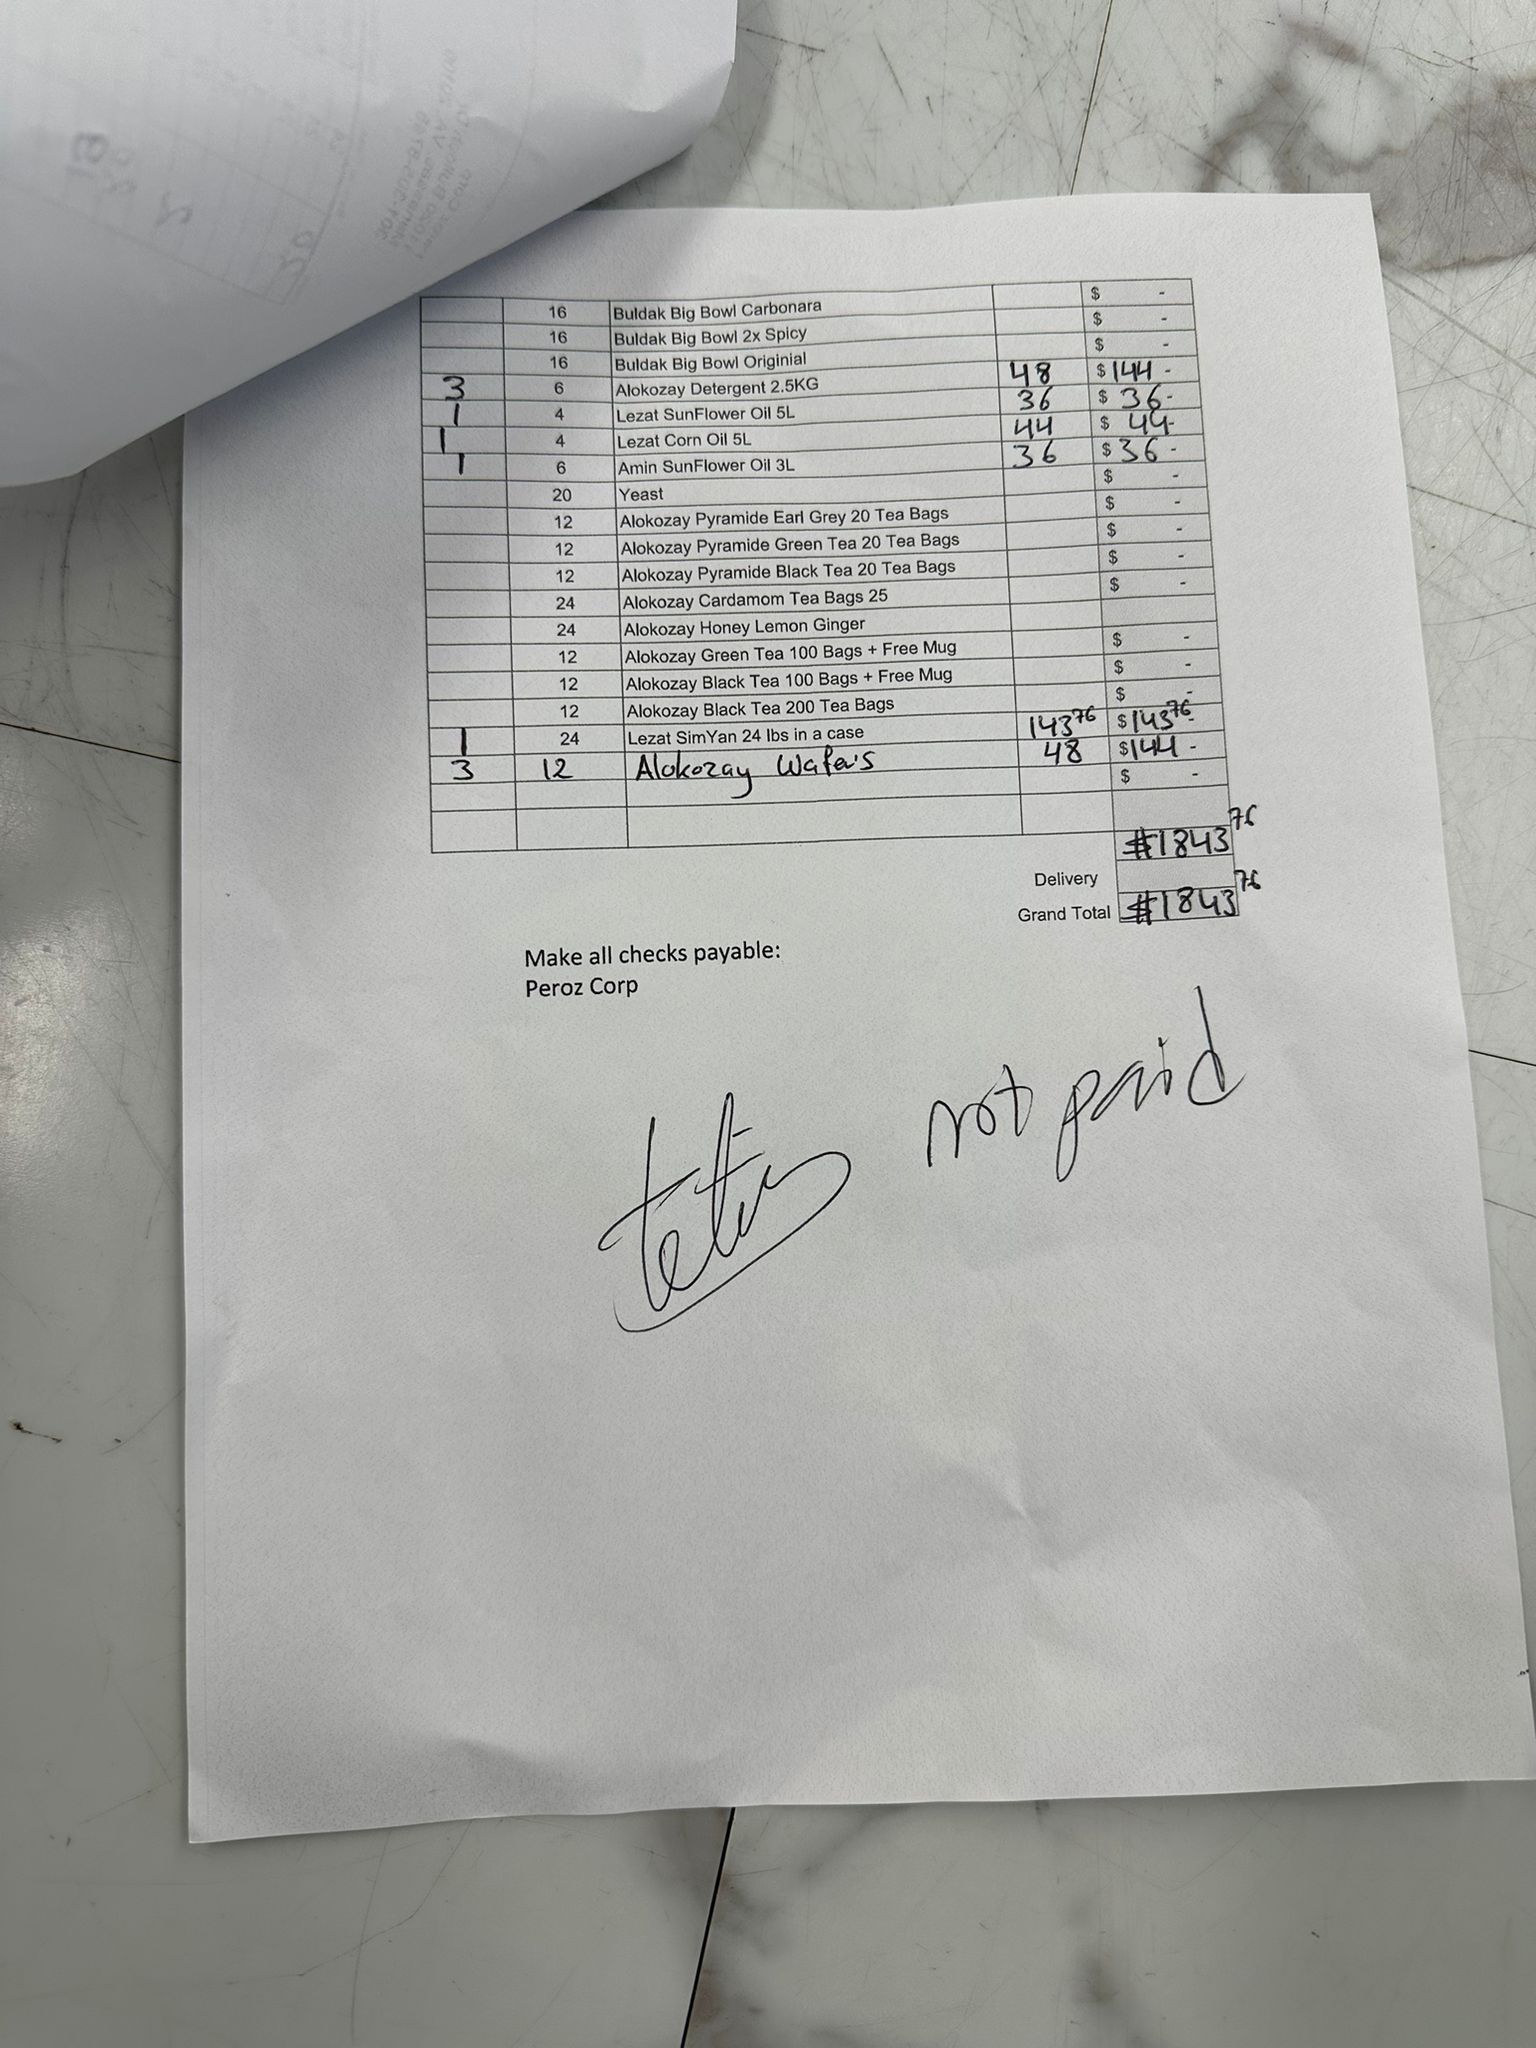 16 Buldak Big Bowl Carbonara $ -
16 Buldak Big Bowl 2x Spicy $ -
16 Buldak Big Bowl Originial $ -
3 6 Alokozay Detergent 2.5KG 48 $ 144 -
1 4 Lezat SunFlower Oil 5L 36 $ 36 -
1 4 Lezat Corn Oil 5L 44 $ 44 -
1 6 Amin SunFlower Oil 3L 36 $ 36 -
20 Yeast $ -
12 Alokozay Pyramide Earl Grey 20 Tea Bags $ -
12 Alokozay Pyramide Green Tea 20 Tea Bags $ -
12 Alokozay Pyramide Black Tea 20 Tea Bags $ -
24 Alokozay Cardamom Tea Bags 25 $ -
24 Alokozay Honey Lemon Ginger
12 Alokozay Green Tea 100 Bags + Free Mug $ -
12 Alokozay Black Tea 100 Bags + Free Mug $ -
12 Alokozay Black Tea 200 Tea Bags $ -
1 24 Lezat SimYan 24 lbs in a case 143 76 $ 143 76 -
3 12 Alokozay Wafers 48 $ 144 -
$ -
$1843 76
Delivery
Grand Total $1843 76
Make all checks payable:
Peroz Corp
not paid